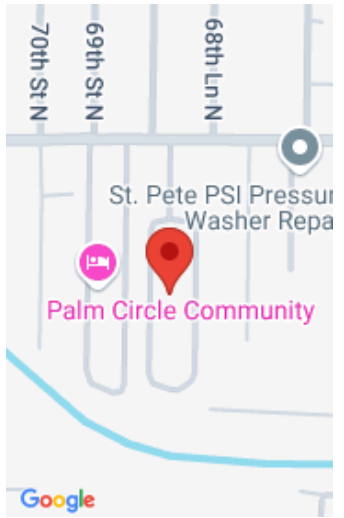 70th St N
69th St N
68th Ln N
St. Pete PSI Pressur
Washer Repa
Palm Circle Community
Google